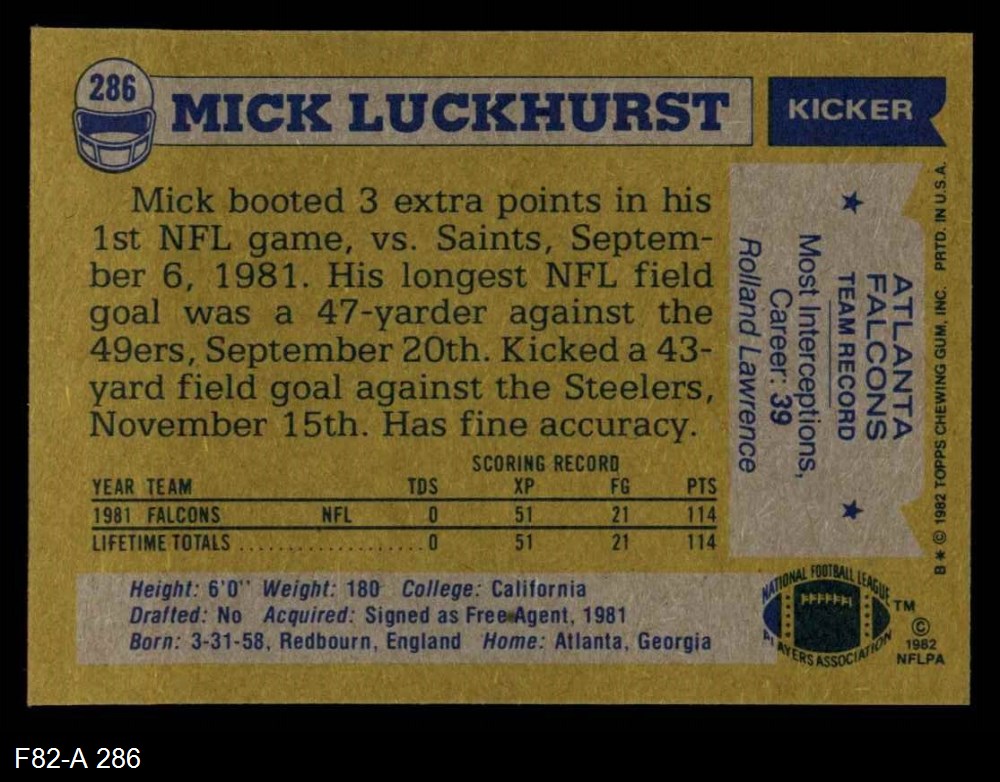 286
MICK LUCKHURST
KICKER
Mick booted 3 extra points in his
1st NFL game, vs. Saints, Septem-
ber 6, 1981. His longest NFL field
goal was a 47-yarder against the
49ers, September 20th. Kicked a 43-
yard field goal against the Steelers,
November 15th. Has fine accuracy.
SCORING RECORD
YEAR TEAM TDS XP FG PTS
1981 FALCONS NFL 0 51 21 114
LIFETIME TOTALS .................. 0 51 21 114
Height: 6'0" Weight: 180 College: California
Drafted: No Acquired: Signed as Free Agent, 1981
Born: 3-31-58, Redbourn, England Home: Atlanta, Georgia
ATLANTA
FALCONS
TEAM RECORD
Most Interceptions,
Career: 39
Rolland Lawrence
B * © 1982 TOPPS CHEWING GUM, INC. PRTD. IN U.S.A.
NATIONAL FOOTBALL LEAGUE
PLAYERS ASSOCIATION
TM
©
1982
NFLPA
F82-A 286